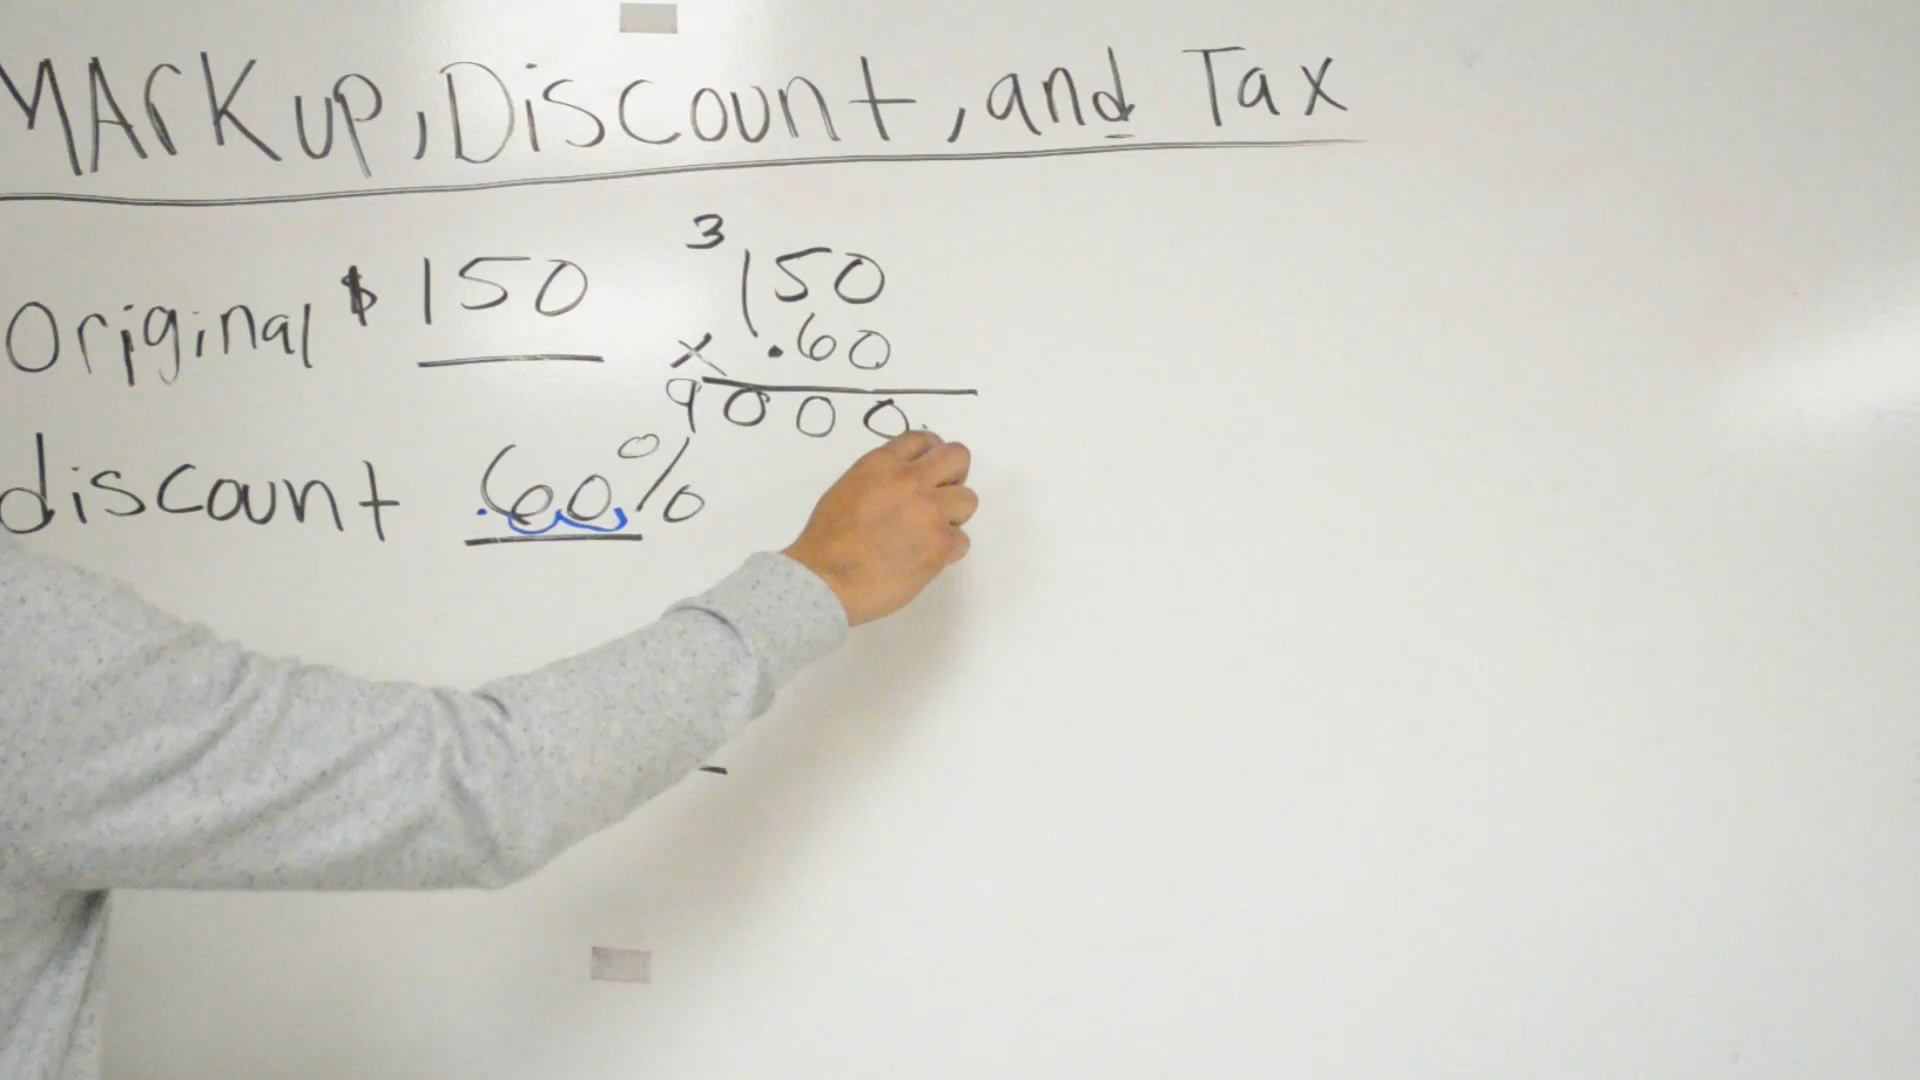 MArkup, Discount, and Tax
Original $ 150
discount .60%
3
150
x .60
9000